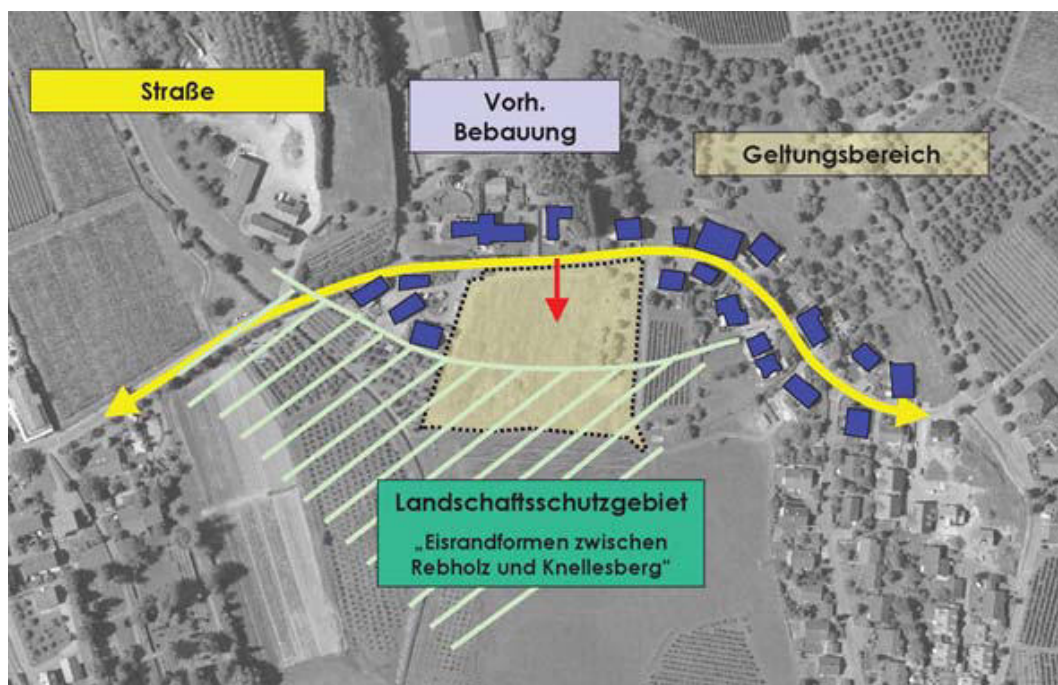 Straße
Vorh.
Bebauung
Geltungsbereich
Landschaftsschutzgebiet
„Eisrandformen zwischen
Rebholz und Knellesberg“